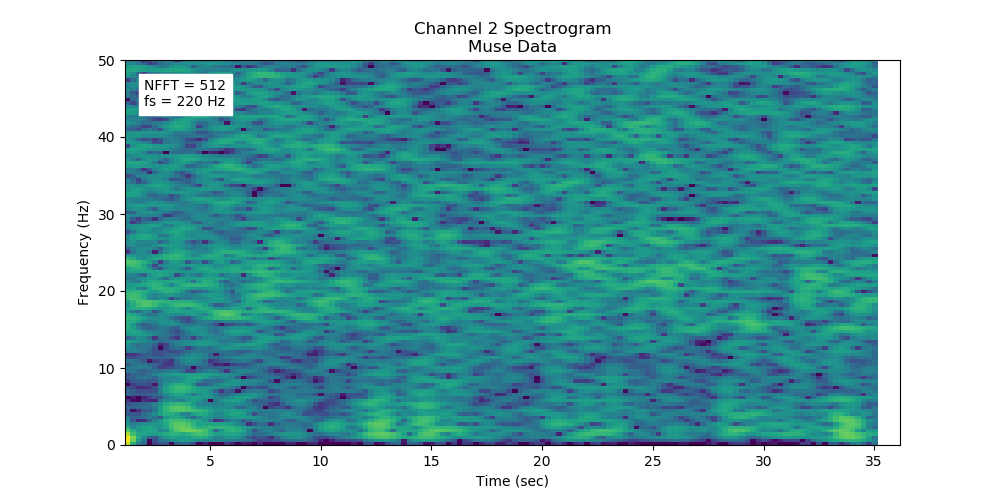 Channel 2 Spectrogram
Muse Data
NFFT = 512
fs = 220 Hz
Frequency (Hz)
50
40
30
20
10
0
5
10
15
20
25
30
35
Time (sec)